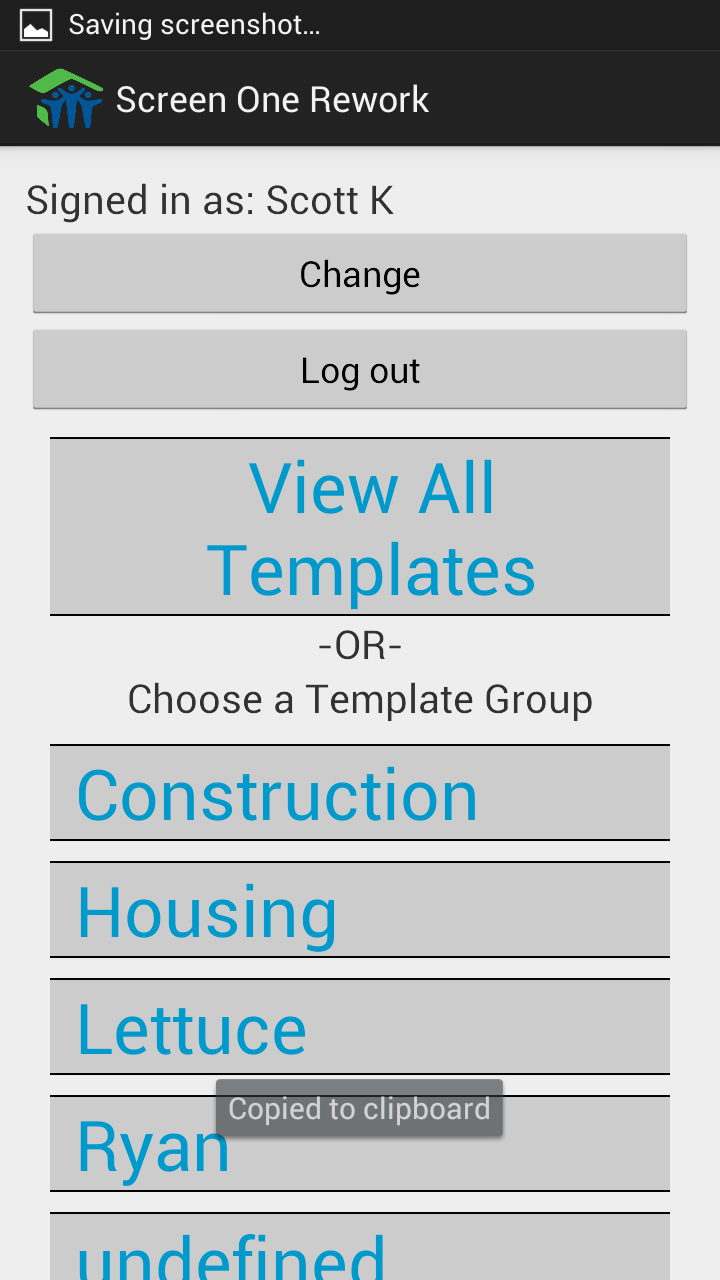 Saving screenshot...
Screen One Rework
Signed in as: Scott K
Change
Log out
View All
Templates
-OR-
Choose a Template Group
Construction
Housing
Lettuce
Copied to clipboard
Ryan
undefined